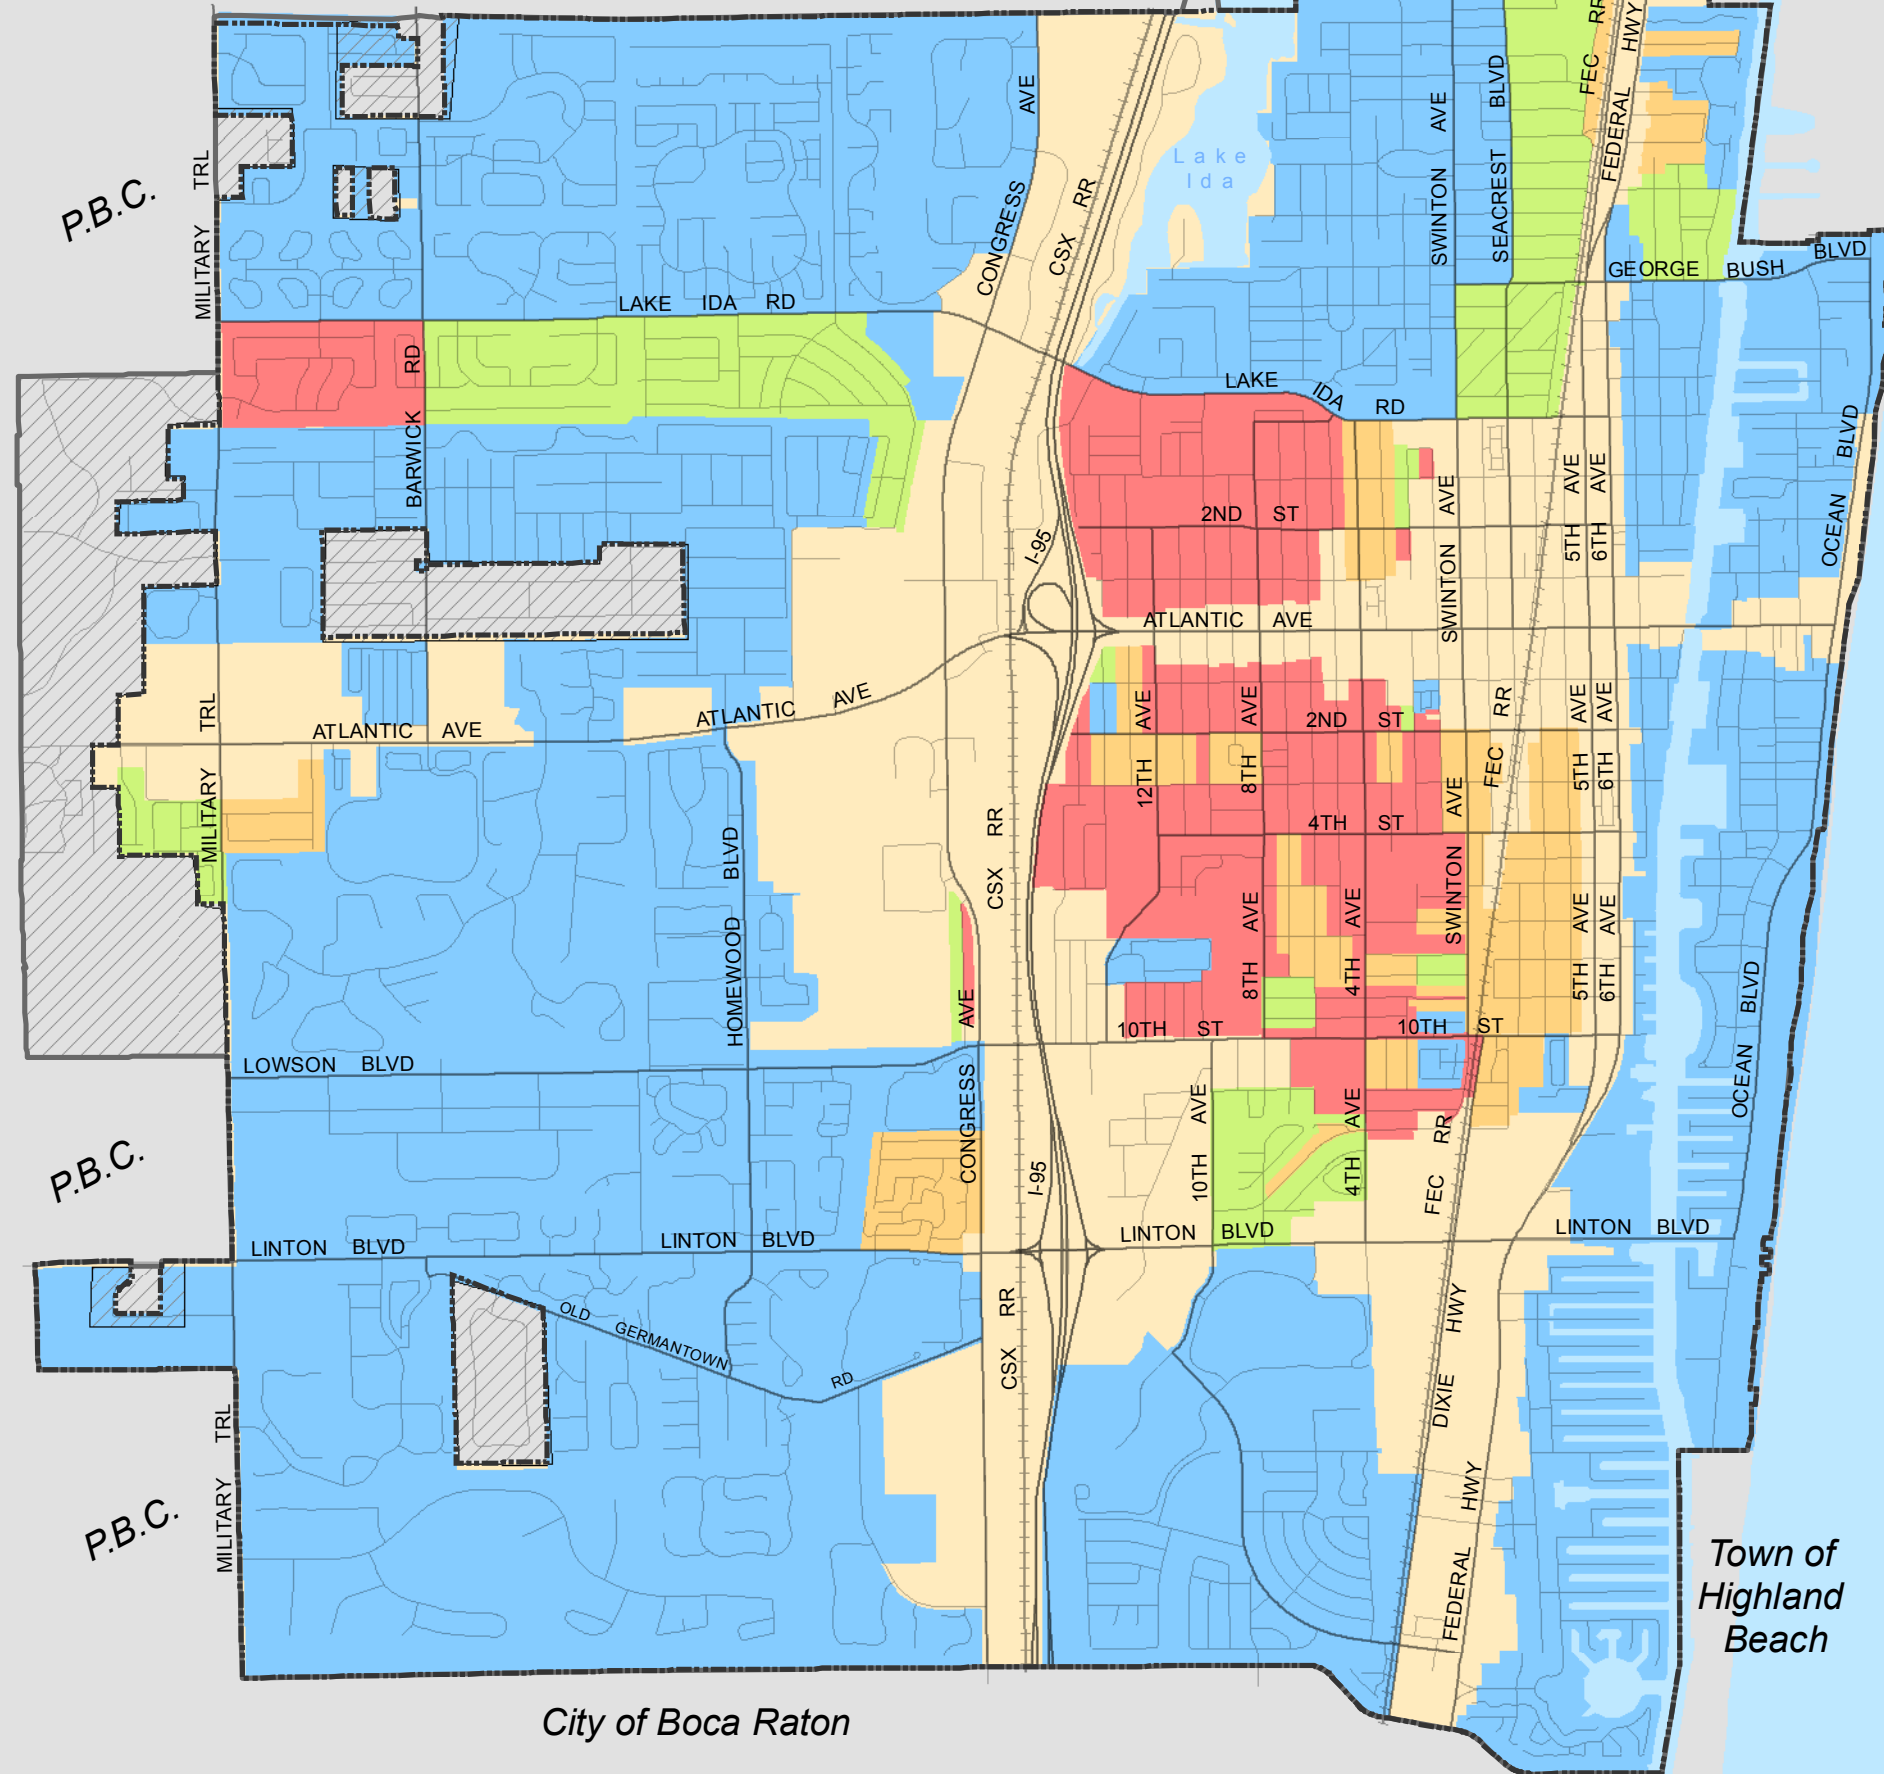 P.B.C.
MILITARY TRL
CONGRESS AVE
CSX RR
Lake
Ida
SWINTON AVE
SEACREST BLVD
FEC RR
FEDERAL HWY
GEORGE BUSH BLVD
LAKE IDA RD
LAKE IDA RD
BARWICK RD
OCEAN BLVD
2ND ST
I-95
SWINTON AVE
5TH AVE
6TH AVE
ATLANTIC AVE
ATLANTIC AVE
ATLANTIC AVE
MILITARY TRL
12TH AVE
8TH AVE
2ND ST
SWINTON AVE
FEC RR
5TH AVE
6TH AVE
4TH ST
HOMEWOOD BLVD
CSX RR
CONGRESS AVE
8TH AVE
4TH AVE
5TH AVE
6TH AVE
10TH ST
10TH ST
OCEAN BLVD
LOWSON BLVD
P.B.C.
10TH AVE
4TH AVE
FEC RR
I-95
LINTON BLVD
LINTON BLVD
LINTON BLVD
LINTON BLVD
OLD GERMANTOWN RD
CSX RR
DIXIE HWY
FEDERAL HWY
MILITARY TRL
P.B.C.
Town of
Highland
Beach
City of Boca Raton